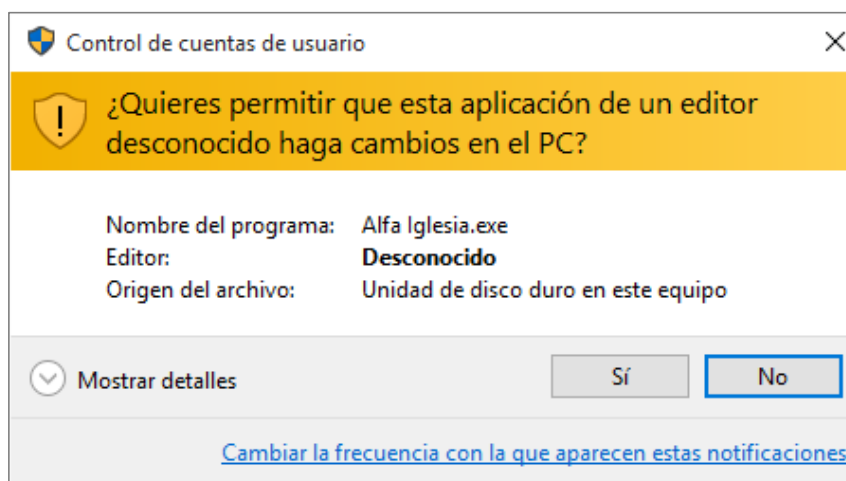 Control de cuentas de usuario
¿Quieres permitir que esta aplicación de un editor
desconocido haga cambios en el PC?
Nombre del programa: Alfa Iglesia.exe
Editor: Desconocido
Origen del archivo: Unidad de disco duro en este equipo
Mostrar detalles Sí No
Cambiar la frecuencia con la que aparecen estas notificaciones